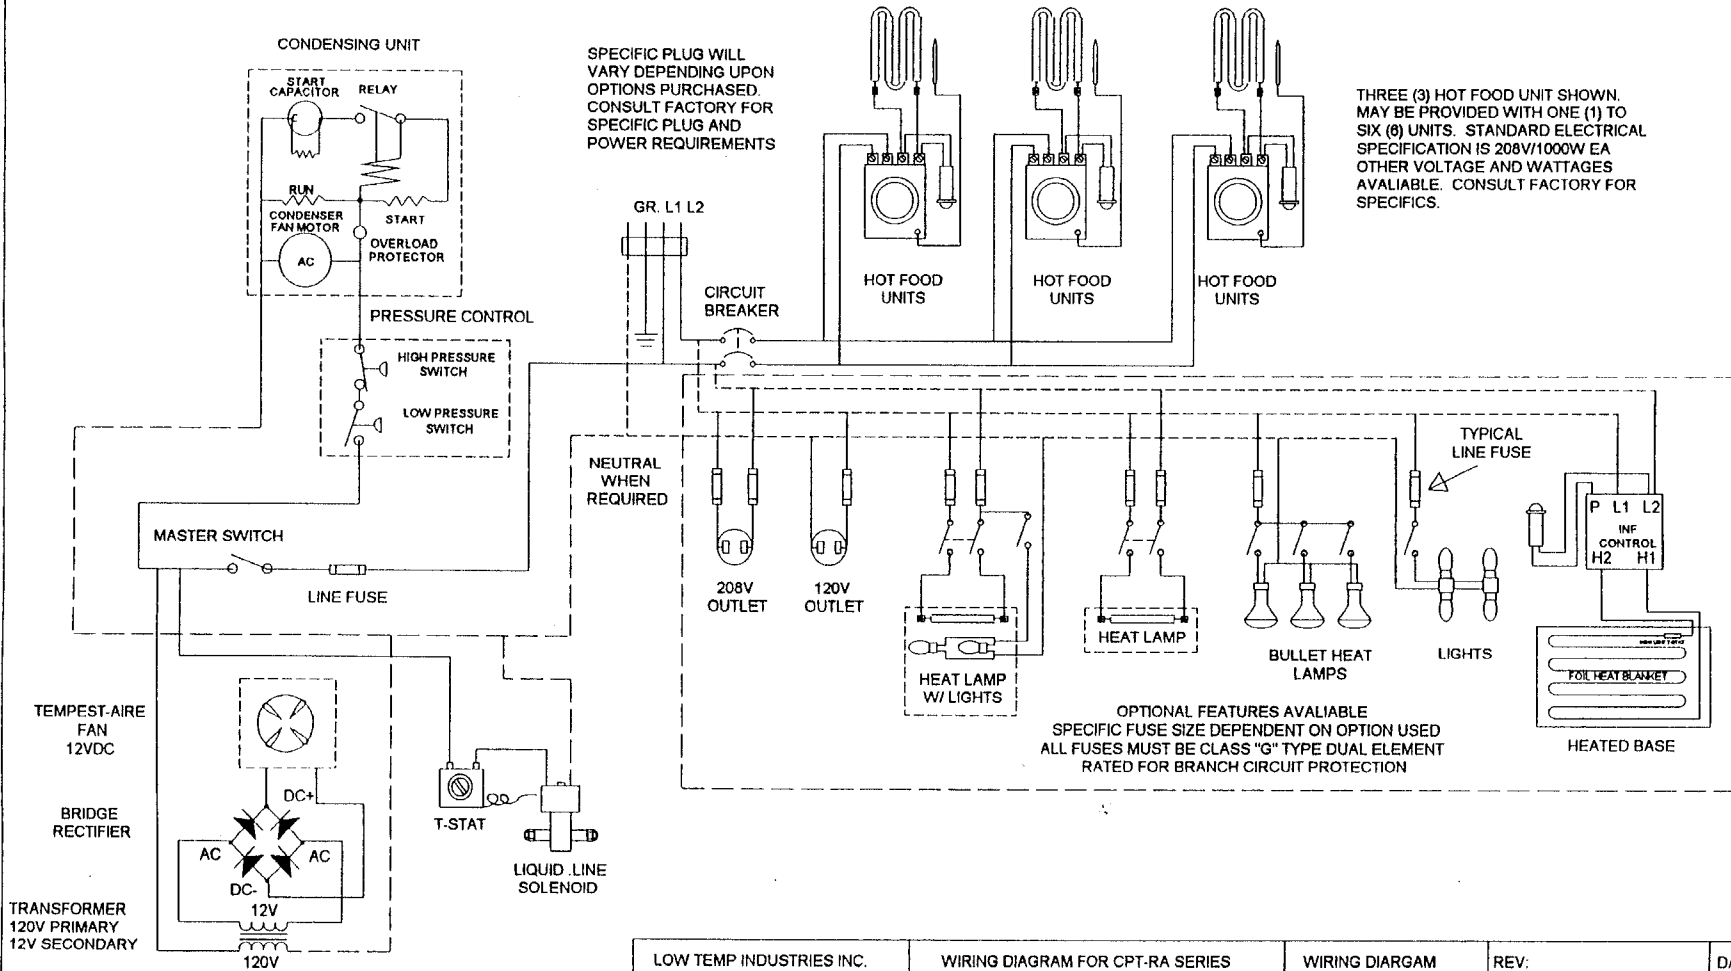 CONDENSING UNIT
START
CAPACITOR
RELAY
RUN
START
CONDENSER
FAN MOTOR
AC
OVERLOAD
PROTECTOR
PRESSURE CONTROL
HIGH PRESSURE
SWITCH
LOW PRESSURE
SWITCH
MASTER SWITCH
LINE FUSE
SPECIFIC PLUG WILL
VARY DEPENDING UPON
OPTIONS PURCHASED.
CONSULT FACTORY FOR
SPECIFIC PLUG AND
POWER REQUIREMENTS
GR. L1 L2
CIRCUIT
BREAKER
HOT FOOD
UNITS
HOT FOOD
UNITS
HOT FOOD
UNITS
THREE (3) HOT FOOD UNIT SHOWN.
MAY BE PROVIDED WITH ONE (1) TO
SIX (6) UNITS. STANDARD ELECTRICAL
SPECIFICATION IS 208V/1000W EA
OTHER VOLTAGE AND WATTAGES
AVALIABLE. CONSULT FACTORY FOR
SPECIFICS.
NEUTRAL
WHEN
REQUIRED
208V
OUTLET
120V
OUTLET
HEAT LAMP
W/ LIGHTS
HEAT LAMP
BULLET HEAT
LAMPS
LIGHTS
TYPICAL
LINE FUSE
P L1 L2
INF
CONTROL
H2 H1
FOIL HEAT BLANKET
HEATED BASE
OPTIONAL FEATURES AVALIABLE
SPECIFIC FUSE SIZE DEPENDENT ON OPTION USED
ALL FUSES MUST BE CLASS "G" TYPE DUAL ELEMENT
RATED FOR BRANCH CIRCUIT PROTECTION
TEMPEST-AIRE
FAN
12VDC
BRIDGE
RECTIFIER
DC+
AC
AC
DC-
12V
120V
TRANSFORMER
120V PRIMARY
12V SECONDARY
T-STAT
LIQUID .LINE
SOLENOID
LOW TEMP INDUSTRIES INC.
WIRING DIAGRAM FOR CPT-RA SERIES
WIRING DIARGAM
REV: